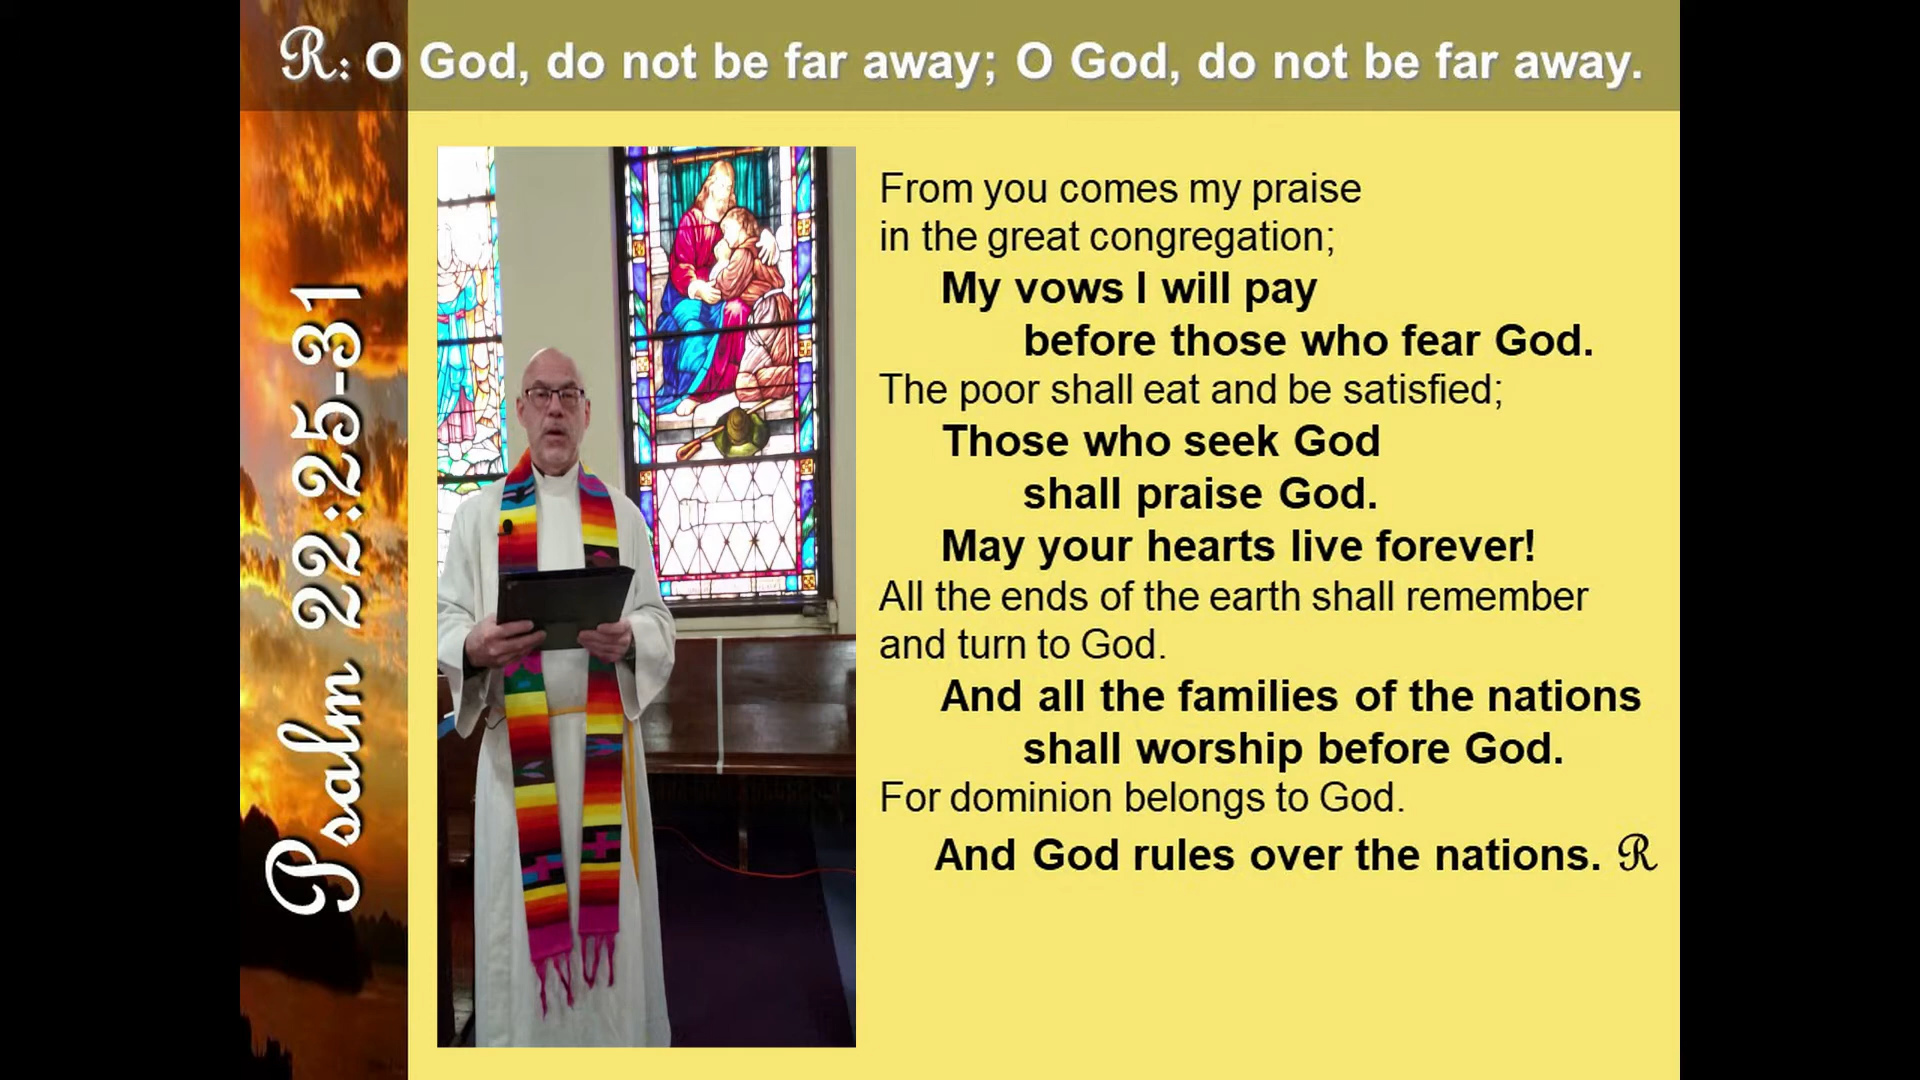 R: O God, do not be far away; O God, do not be far away.
Psalm 22:25-31
From you comes my praise
in the great congregation;
My vows I will pay
before those who fear God.
The poor shall eat and be satisfied;
Those who seek God
shall praise God.
May your hearts live forever!
All the ends of the earth shall remember
and turn to God.
And all the families of the nations
shall worship before God.
For dominion belongs to God.
And God rules over the nations. R